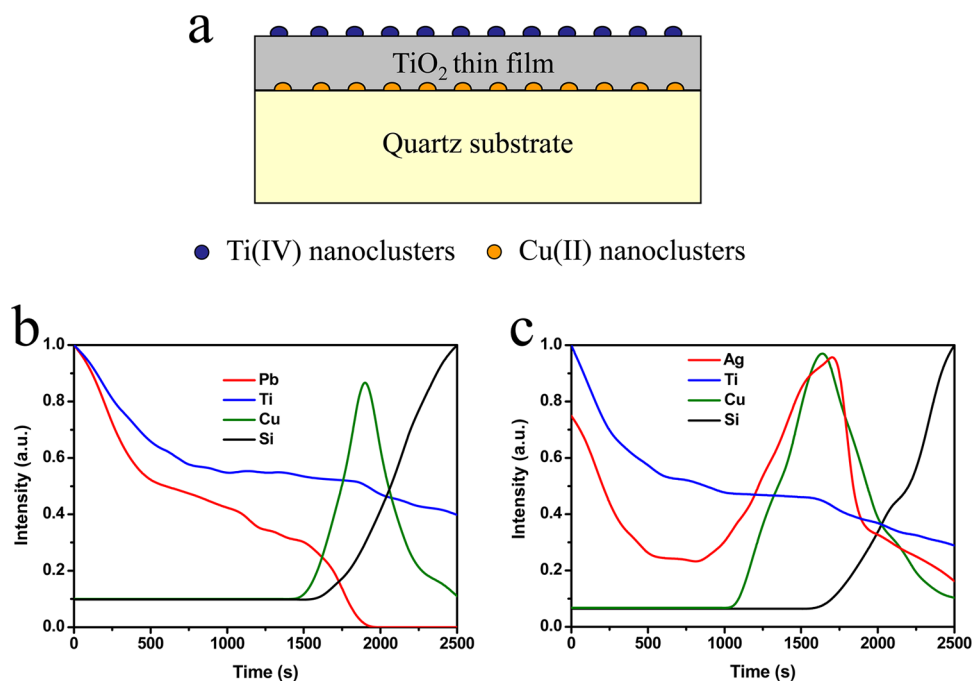 a
TiO2 thin film
Quartz substrate
Ti(IV) nanoclusters
Cu(II) nanoclusters
b
1.0
0.8
0.6
0.4
0.2
0.0
Intensity (a.u.)
Pb
Ti
Cu
Si
0
500
1000
1500
2000
2500
Time (s)
c
1.0
0.8
0.6
0.4
0.2
0.0
Intensity (a.u.)
Ag
Ti
Cu
Si
0
500
1000
1500
2000
2500
Time (s)